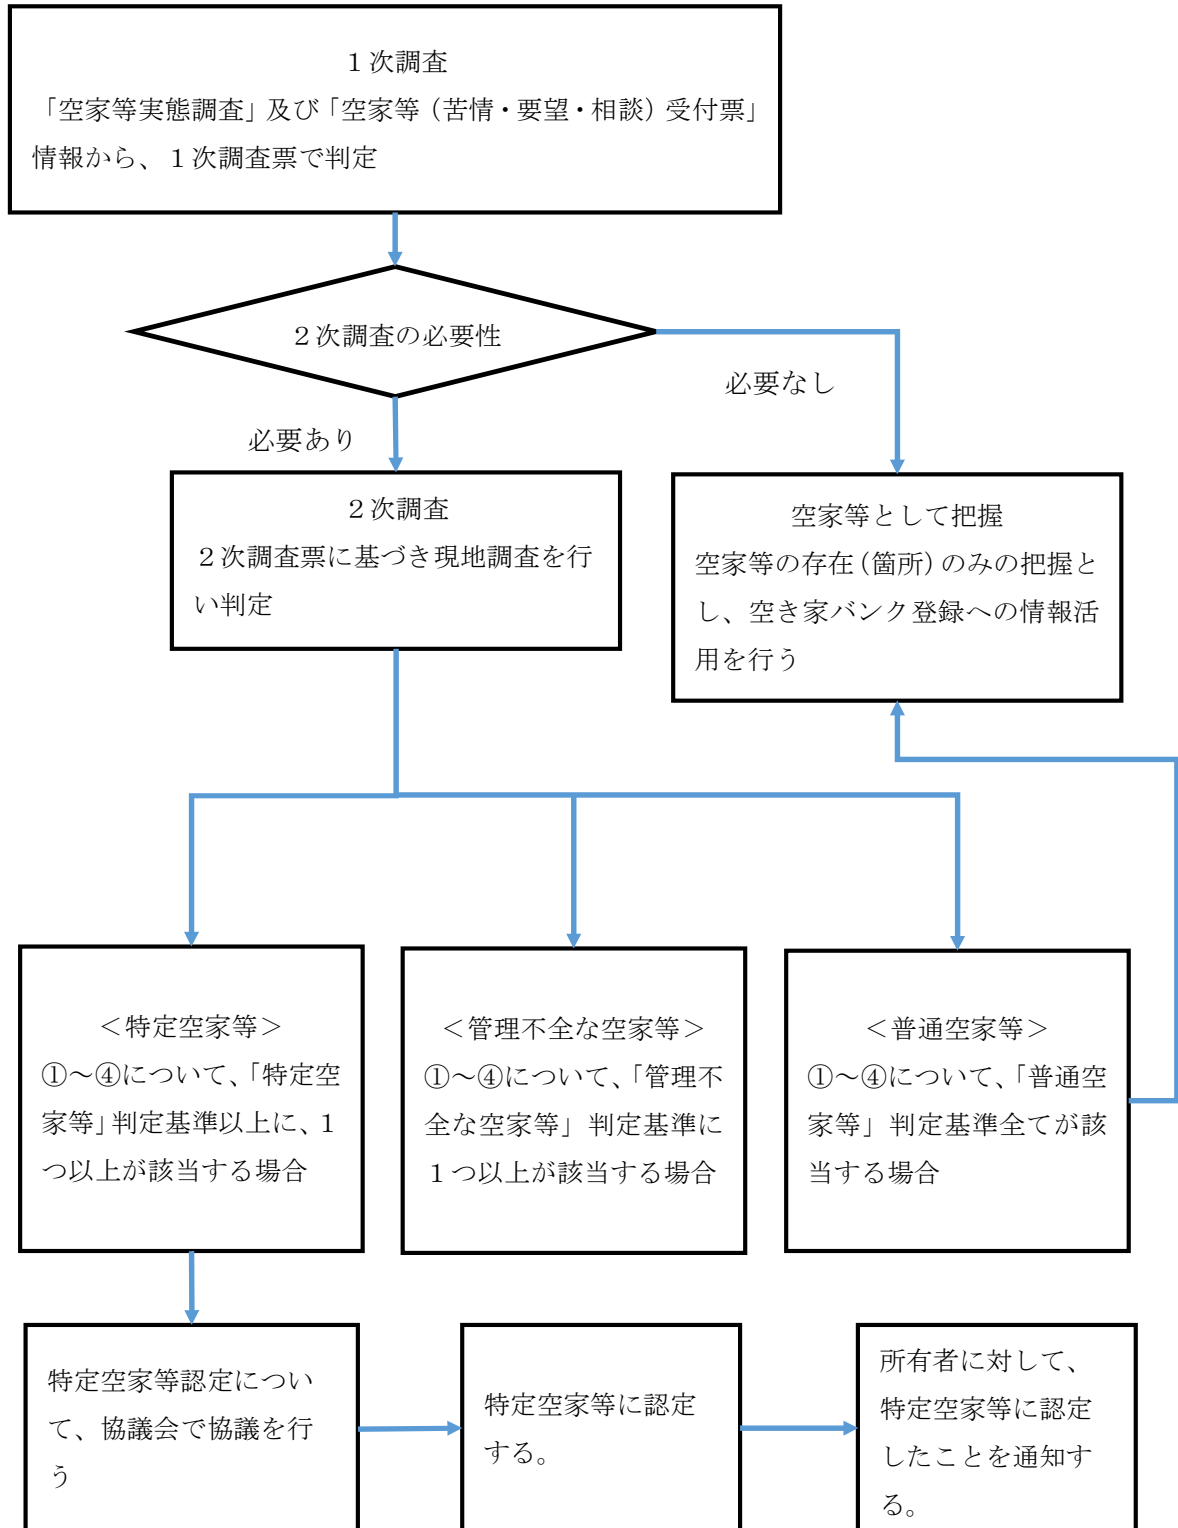 １次調査
「空家等実態調査」及び「空家等（苦情・要望・相談）受付票」
情報から、１次調査票で判定
２次調査の必要性
必要なし
必要あり
２次調査
２次調査票に基づき現地調査を行
い判定
空家等として把握
空家等の存在（箇所）のみの把握と
し、空き家バンク登録への情報活
用を行う
＜特定空家等＞
①～④について、「特定空
家等」判定基準以上に、１
つ以上が該当する場合
＜管理不全な空家等＞
①～④について、「管理不
全な空家等」判定基準に
１つ以上が該当する場合
＜普通空家等＞
①～④について、「普通空
家等」判定基準全てが該
当する場合
特定空家等認定につい
て、協議会で協議を行
う
特定空家等に認定
する。
所有者に対して、
特定空家等に認定
したことを通知す
る。